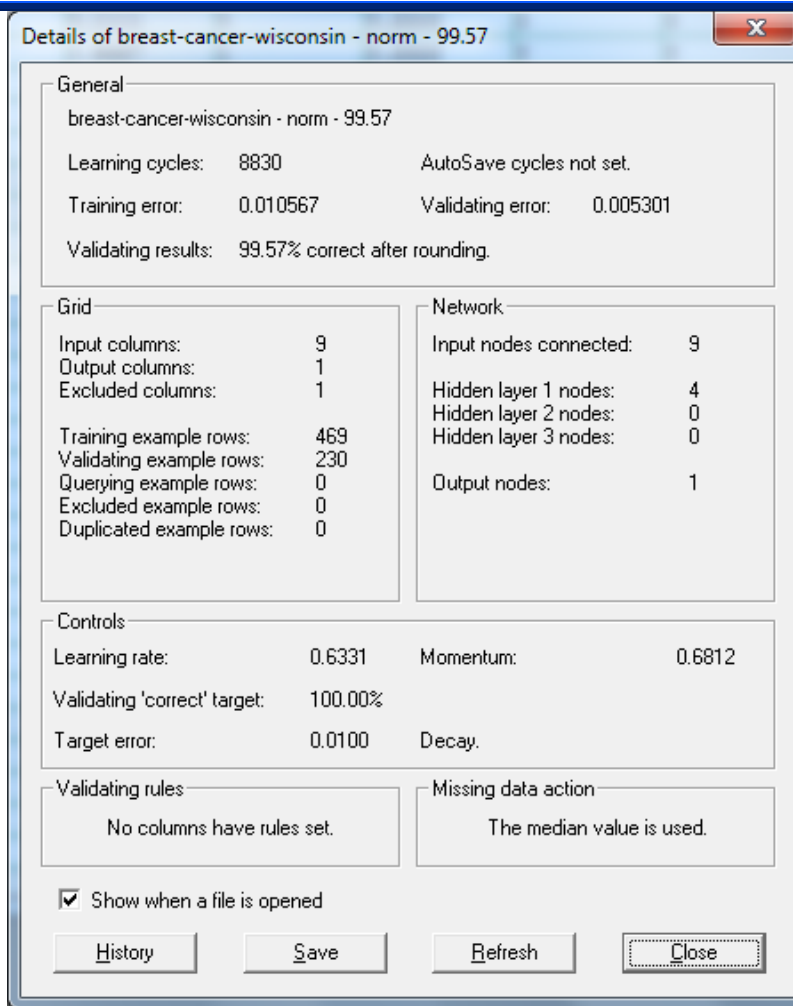 Details of breast-cancer-wisconsin - norm - 99.57
General
breast-cancer-wisconsin - norm - 99.57
Learning cycles: 8830 AutoSave cycles not set.
Training error: 0.010567 Validating error: 0.005301
Validating results: 99.57% correct after rounding.
Grid
Input columns: 9
Output columns: 1
Excluded columns: 1
Training example rows: 469
Validating example rows: 230
Querying example rows: 0
Excluded example rows: 0
Duplicated example rows: 0
Network
Input nodes connected: 9
Hidden layer 1 nodes: 4
Hidden layer 2 nodes: 0
Hidden layer 3 nodes: 0
Output nodes: 1
Controls
Learning rate: 0.6331 Momentum: 0.6812
Validating 'correct' target: 100.00%
Target error: 0.0100 Decay.
Validating rules
No columns have rules set.
Missing data action
The median value is used.
Show when a file is opened
History Save Refresh Close